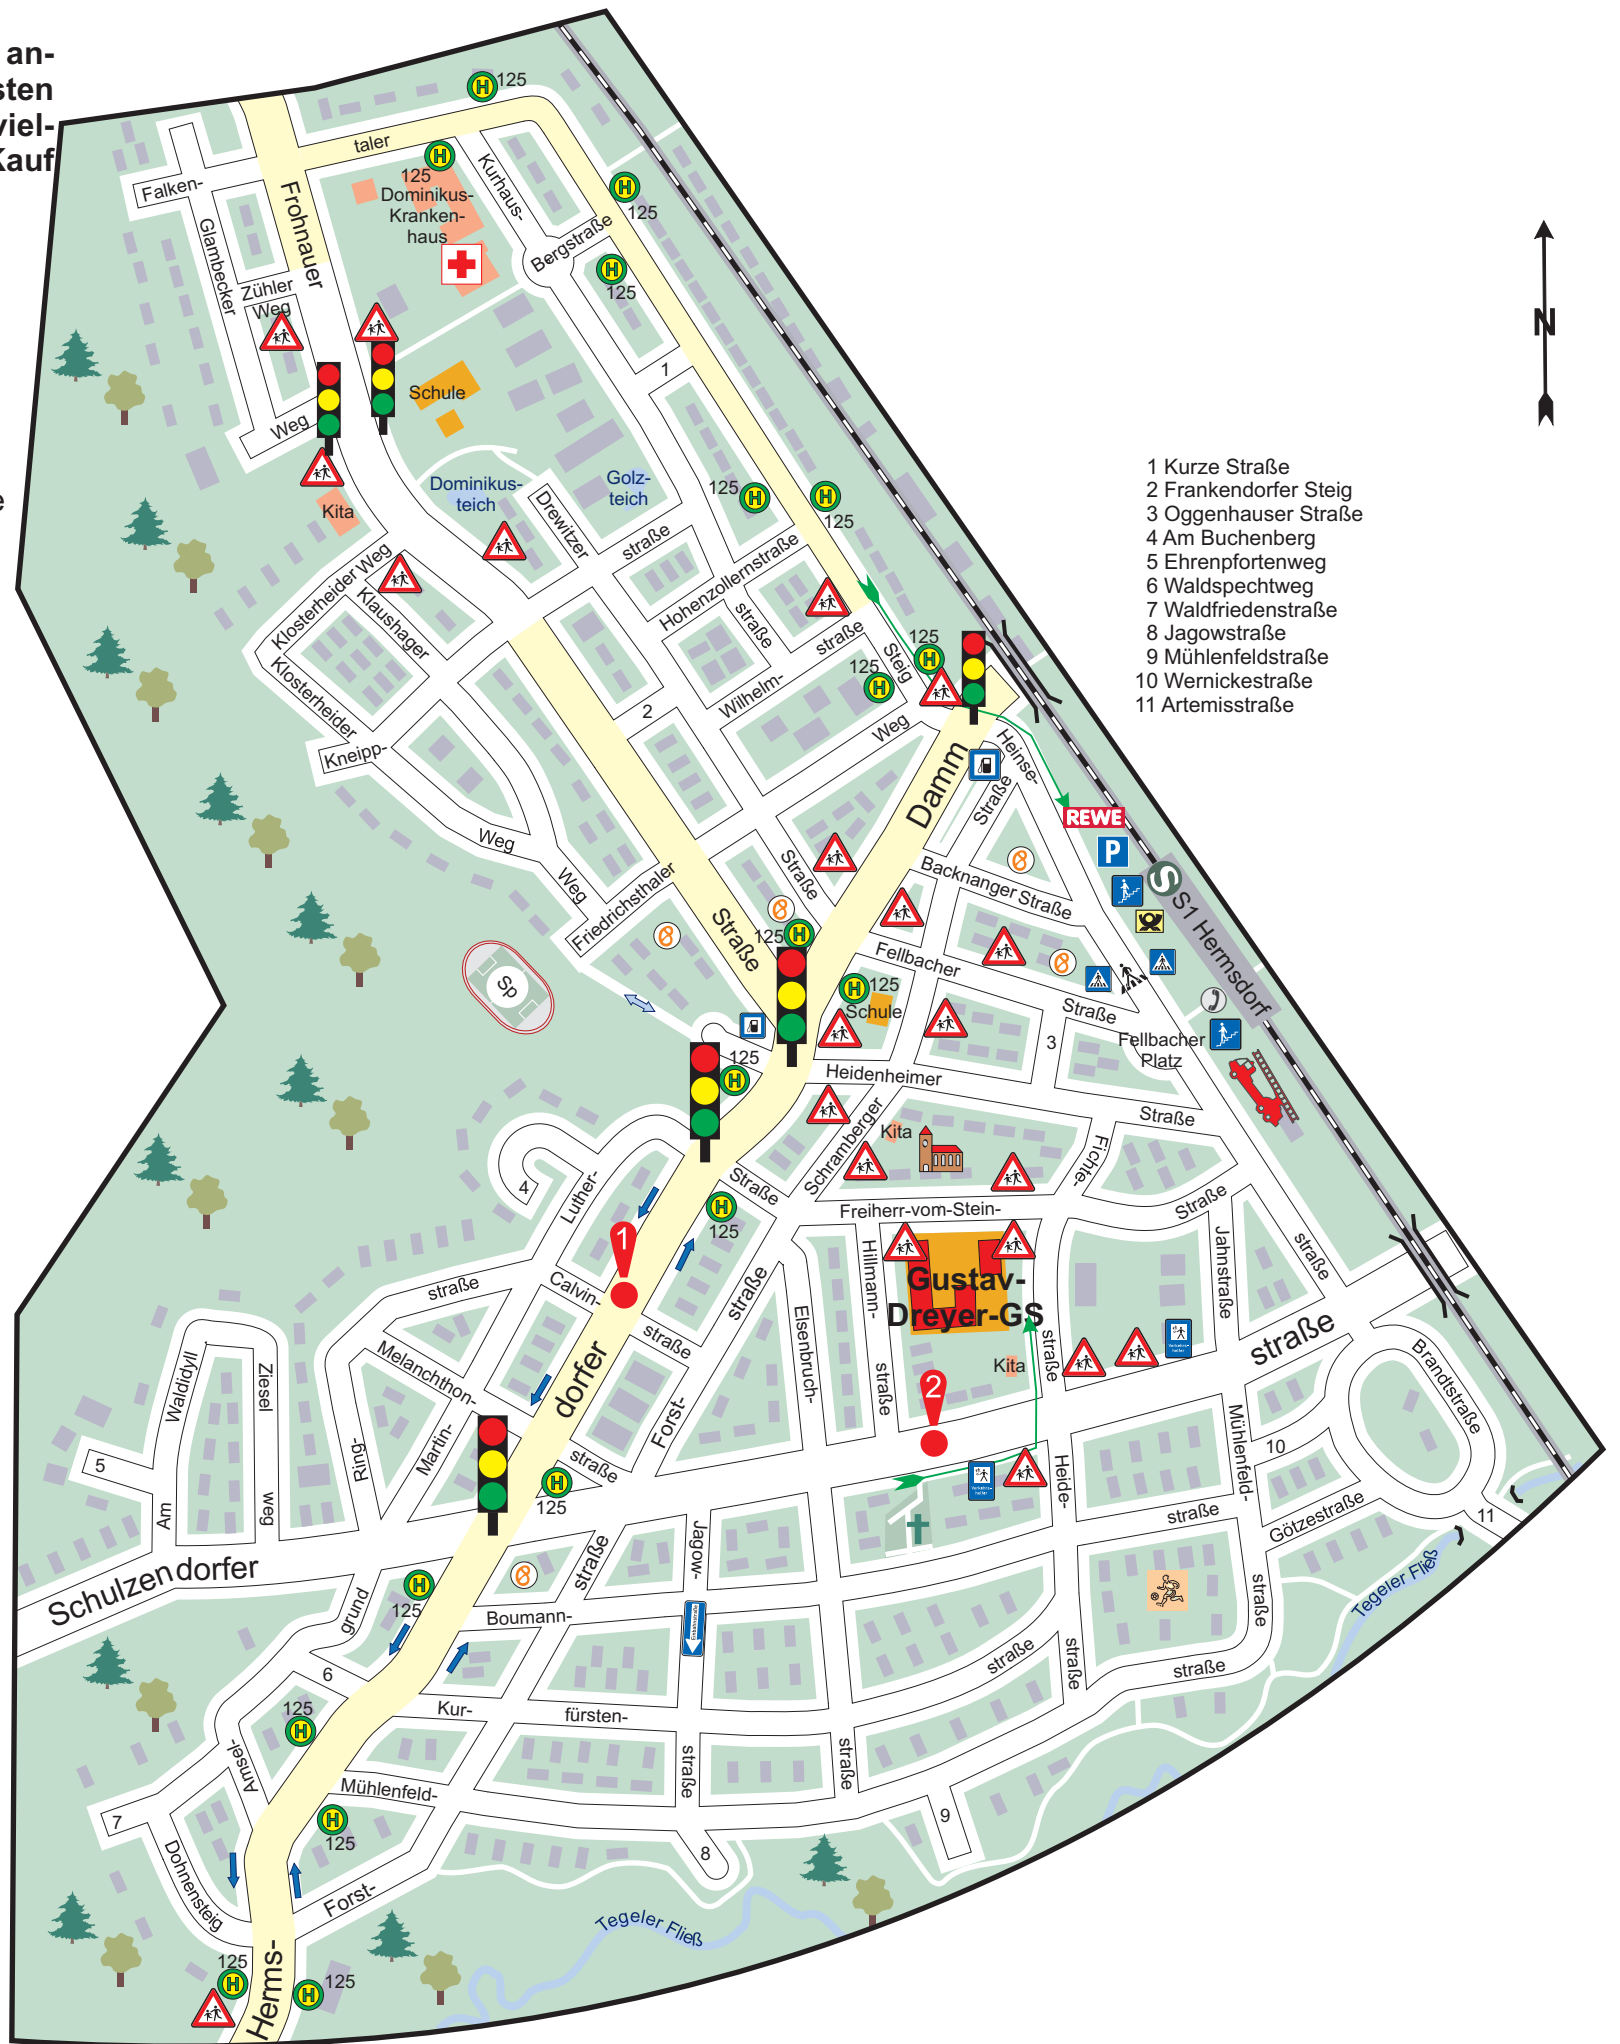 an-
sten
viel-
Kauf
e
125
taler
125
Dominikus-
Kranken-
haus
Kurhaus-
125
Bergstraße
125
Falken-
Frohnauer
Glambecker
Zühler
Weg
Weg
1
Schule
Kita
Dominikus-
teich
Golz-
teich
Drewitzer
straße
125
125
Hohenzollernstraße
straße
Wilhelm-
straße
Steig
125
125
Klosterheider Weg
Klaushager
Klosterheider
Kneipp-
Weg
Weg
2
Weg
Damm
Heinse-
Straße
REWE
P
S
S1 Hermsdorf
Friedrichsthaler
Straße
Straße
125
Backnanger Straße
Fellbacher
Straße
125
Schule
Sp
3
Fellbacher
Platz
125
Heidenheimer
Straße
Schramberger
Kita
Fichte-
Straße
Freiherr-vom-Stein-
Straße
4
Luther-
125
1
Calvin-
straße
straße
straße
Melanchthon-
Martin-
Ring-
dorfer
Forst-
straße
125
Elsenbruch-
Hillmann-
straße
Gustav-
Dreyer-GS
Kita
straße
2
Jahnstraße
straße
straße
Verkehrs-
helfer
Brandtstraße
Mühlenfeld-
10
Götzestraße
11
Heide-
Verkehrs-
helfer
straße
straße
straße
straße
straße
Tegeler Fließ
Waldidyll
Am
Ziesel
weg
5
Schulzendorfer
grund
125
6
125
Amsel-
7
Dohnensteig
Boumann-
straße
Jagow-
Einbahnstraße
Kur-
fürsten-
straße
straße
Mühlenfeld-
125
8
9
Forst-
Tegeler Fließ
125
125
Herms-
N
1 Kurze Straße
2 Frankendorfer Steig
3 Oggenhauser Straße
4 Am Buchenberg
5 Ehrenpfortenweg
6 Waldspechtweg
7 Waldfriedenstraße
8 Jagowstraße
9 Mühlenfeldstraße
10 Wernickestraße
11 Artemisstraße